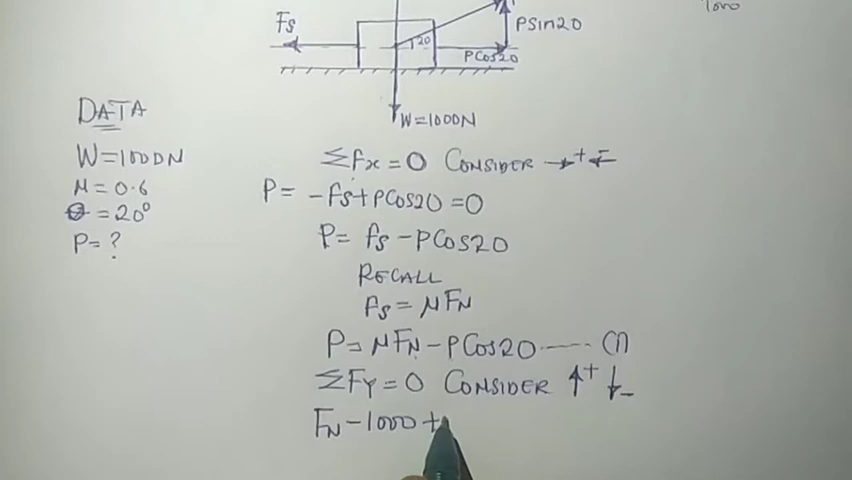 Fs
20
PSin20
PCos20
W=1000N
DATA
W=1000N
μ=0.6
θ=20°
P=?
ΣFx=0 CONSIDER →+ ←-
P= -Fs+PCos20=0
P= fs-PCos20
RECALL
Fs=μFN
P=μFN-PCos20------(1)
ΣFy=0 CONSIDER ↑+ ↓-
FN-1000+